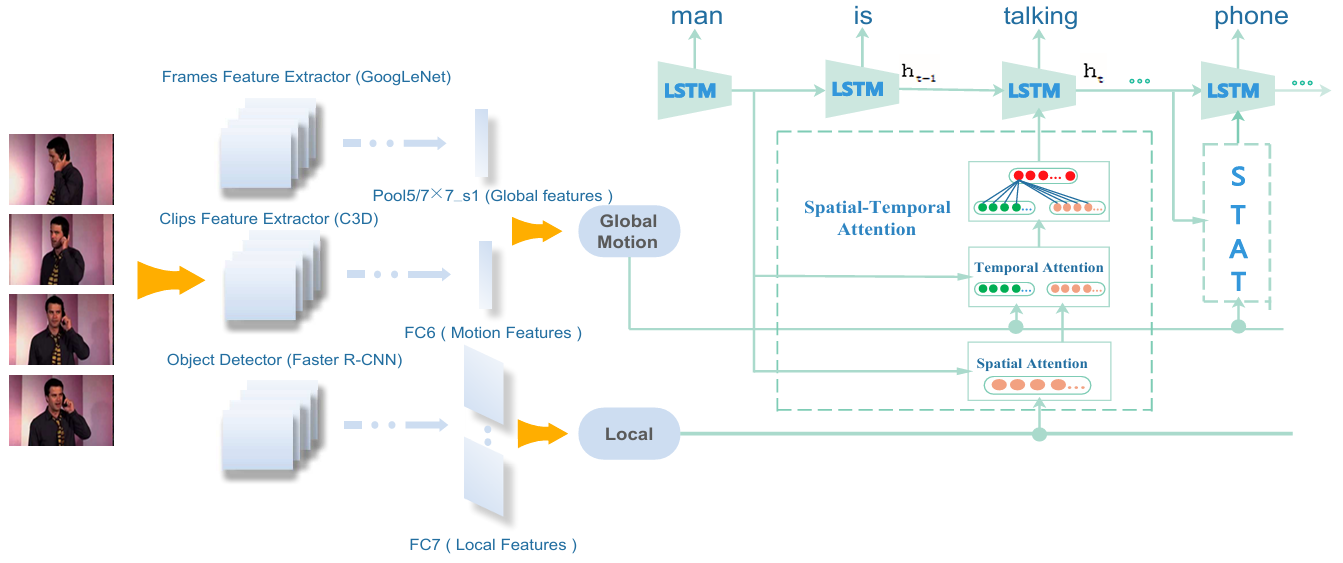 man is talking phone
Frames Feature Extractor (GoogLeNet)
LSTM LSTM h_{t-1} LSTM h_t ... LSTM ...
Pool5/7×7_s1 (Global features )
Clips Feature Extractor (C3D)
Global
Motion
Spatial-Temporal
Attention
S
T
A
T
Temporal Attention
FC6 ( Motion Features )
Object Detector (Faster R-CNN)
Spatial Attention
Local
FC7 ( Local Features )